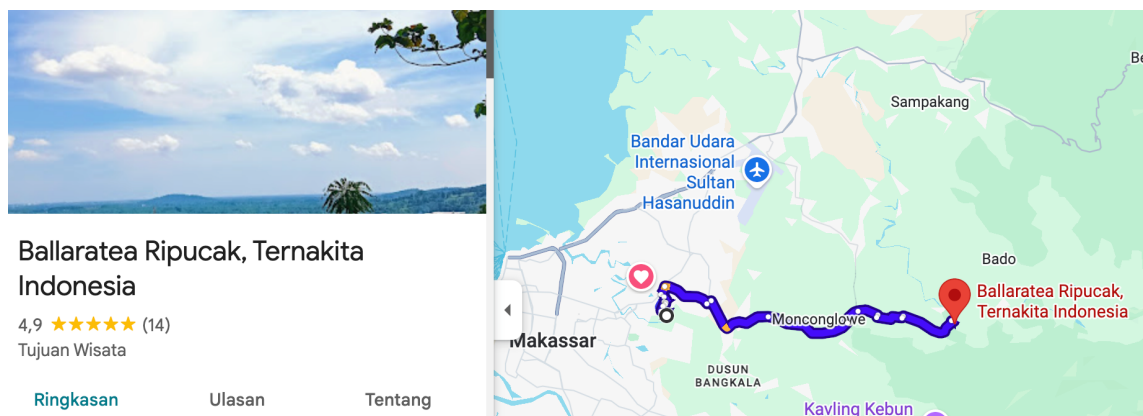 Ballaratea Ripucak, Ternakita
Indonesia
4,9
(14)
Tujuan Wisata
Ringkasan
Ulasan
Tentang
Sampakang
Bandar Udara
Internasional
Sultan
Hasanuddin
Bado
Ballaratea Ripucak,
Ternakita Indonesia
Monconglowe
Makassar
DUSUN
BANGKALA
Kavling Kebun
Be